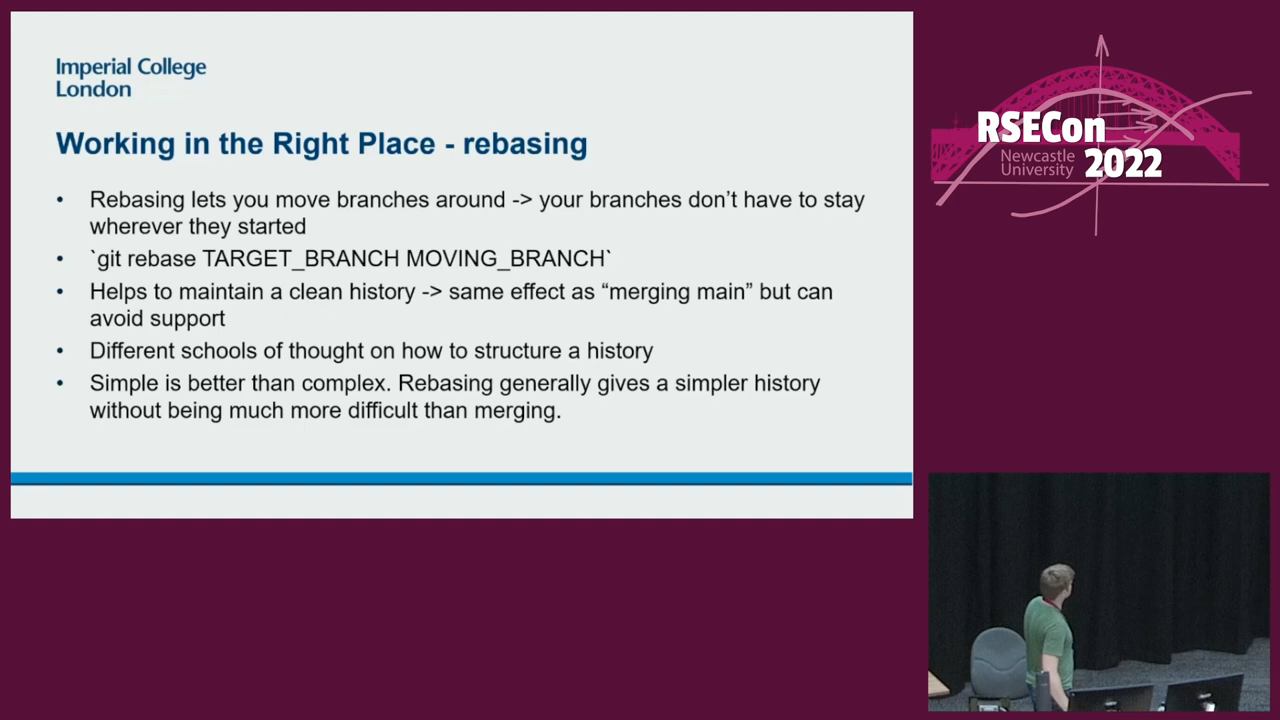 Imperial College
London
Working in the Right Place - rebasing
• Rebasing lets you move branches around -> your branches don’t have to stay
wherever they started
• `git rebase TARGET_BRANCH MOVING_BRANCH`
• Helps to maintain a clean history -> same effect as “merging main” but can
avoid support
• Different schools of thought on how to structure a history
• Simple is better than complex. Rebasing generally gives a simpler history
without being much more difficult than merging.
RSECon
Newcastle
University
2022